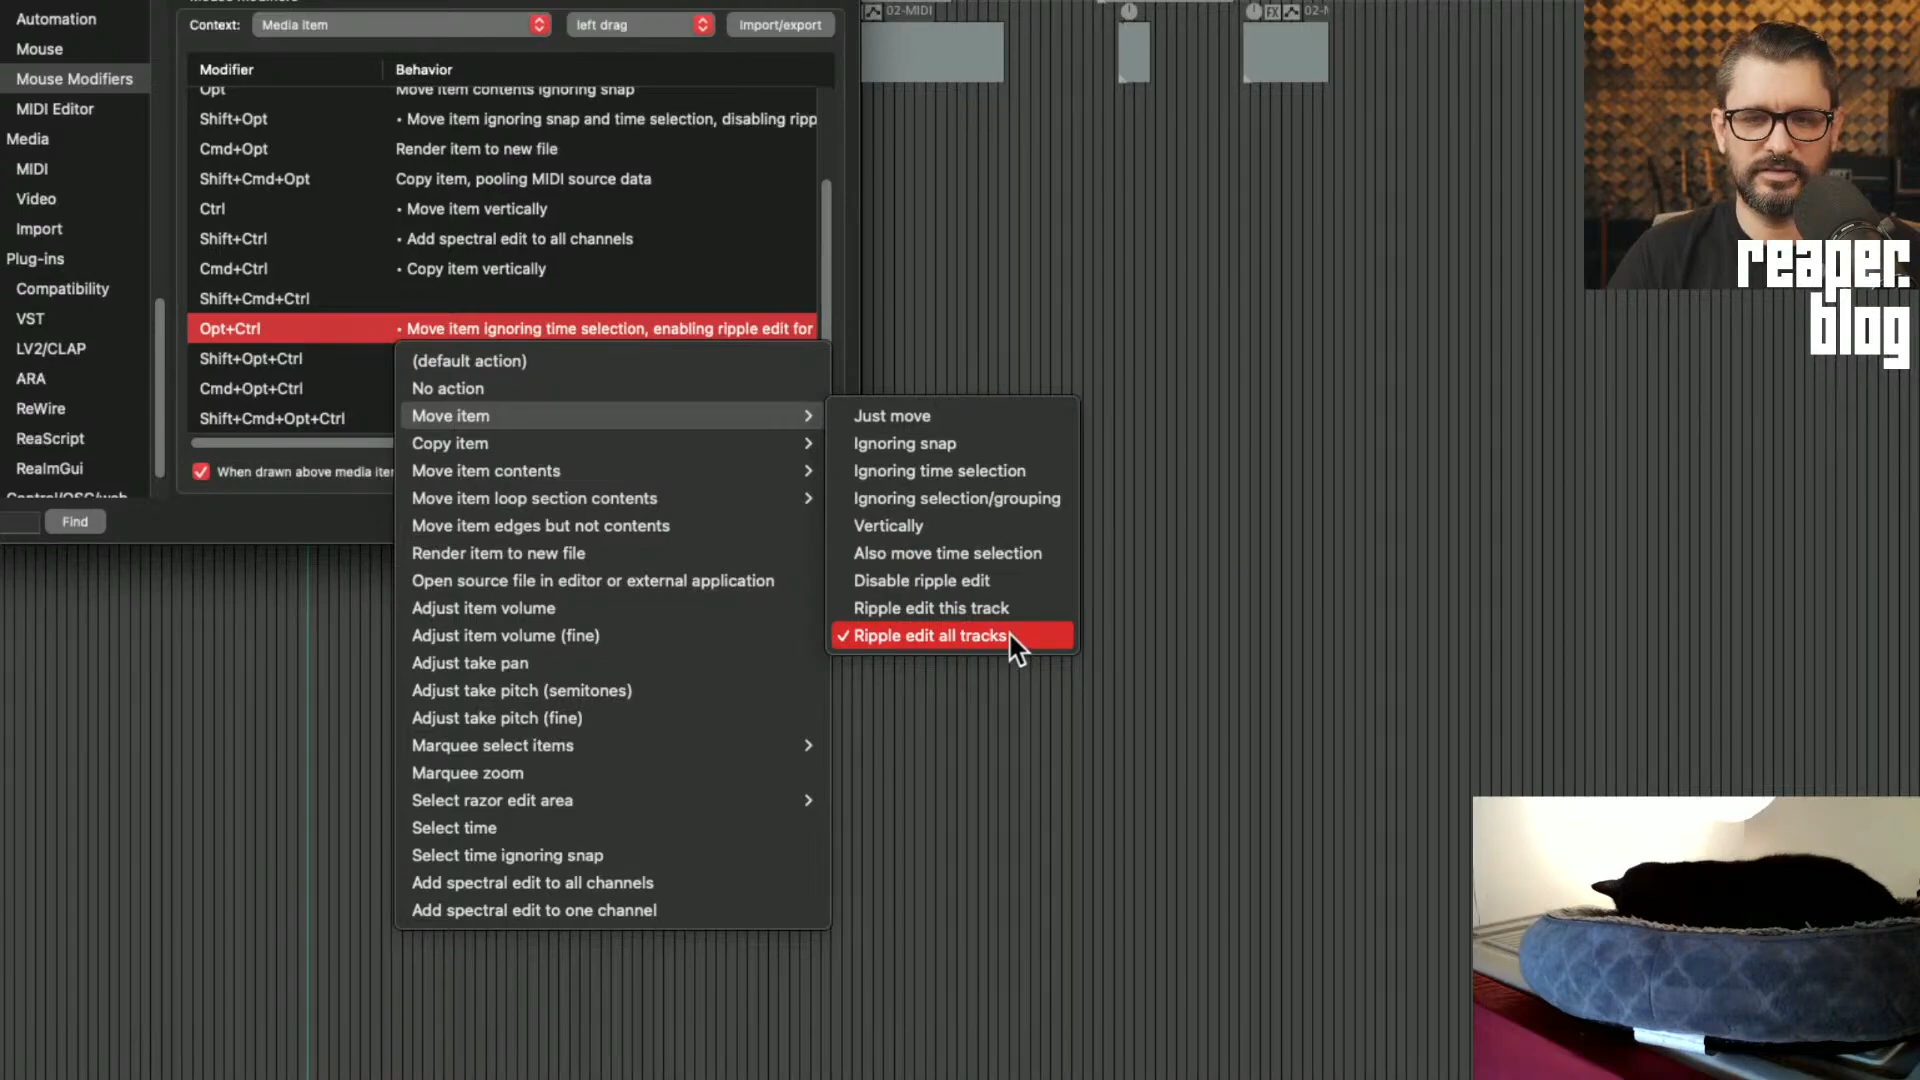 Automation
Mouse
Mouse Modifiers
MIDI Editor
Media
MIDI
Video
Import
Plug-ins
Compatibility
VST
LV2/CLAP
ARA
ReWire
ReaScript
ReaImGui
Control/OSC/web
Find
Mouse Modifiers
Context: Media item left drag Import/export
Modifier Behavior
Opt Move item contents ignoring snap
Shift+Opt • Move item ignoring snap and time selection, disabling ripp
Cmd+Opt Render item to new file
Shift+Cmd+Opt Copy item, pooling MIDI source data
Ctrl • Move item vertically
Shift+Ctrl • Add spectral edit to all channels
Cmd+Ctrl • Copy item vertically
Shift+Cmd+Ctrl
Opt+Ctrl • Move item ignoring time selection, enabling ripple edit for
Shift+Opt+Ctrl
Cmd+Opt+Ctrl
Shift+Cmd+Opt+Ctrl
When drawn above media iter
(default action)
No action
Move item
Copy item
Move item contents
Move item loop section contents
Move item edges but not contents
Render item to new file
Open source file in editor or external application
Adjust item volume
Adjust item volume (fine)
Adjust take pan
Adjust take pitch (semitones)
Adjust take pitch (fine)
Marquee select items
Marquee zoom
Select razor edit area
Select time
Select time ignoring snap
Add spectral edit to all channels
Add spectral edit to one channel
Just move
Ignoring snap
Ignoring time selection
Ignoring selection/grouping
Vertically
Also move time selection
Disable ripple edit
Ripple edit this track
✓ Ripple edit all tracks
02-MIDI
FX 02-M
reaper.
blog